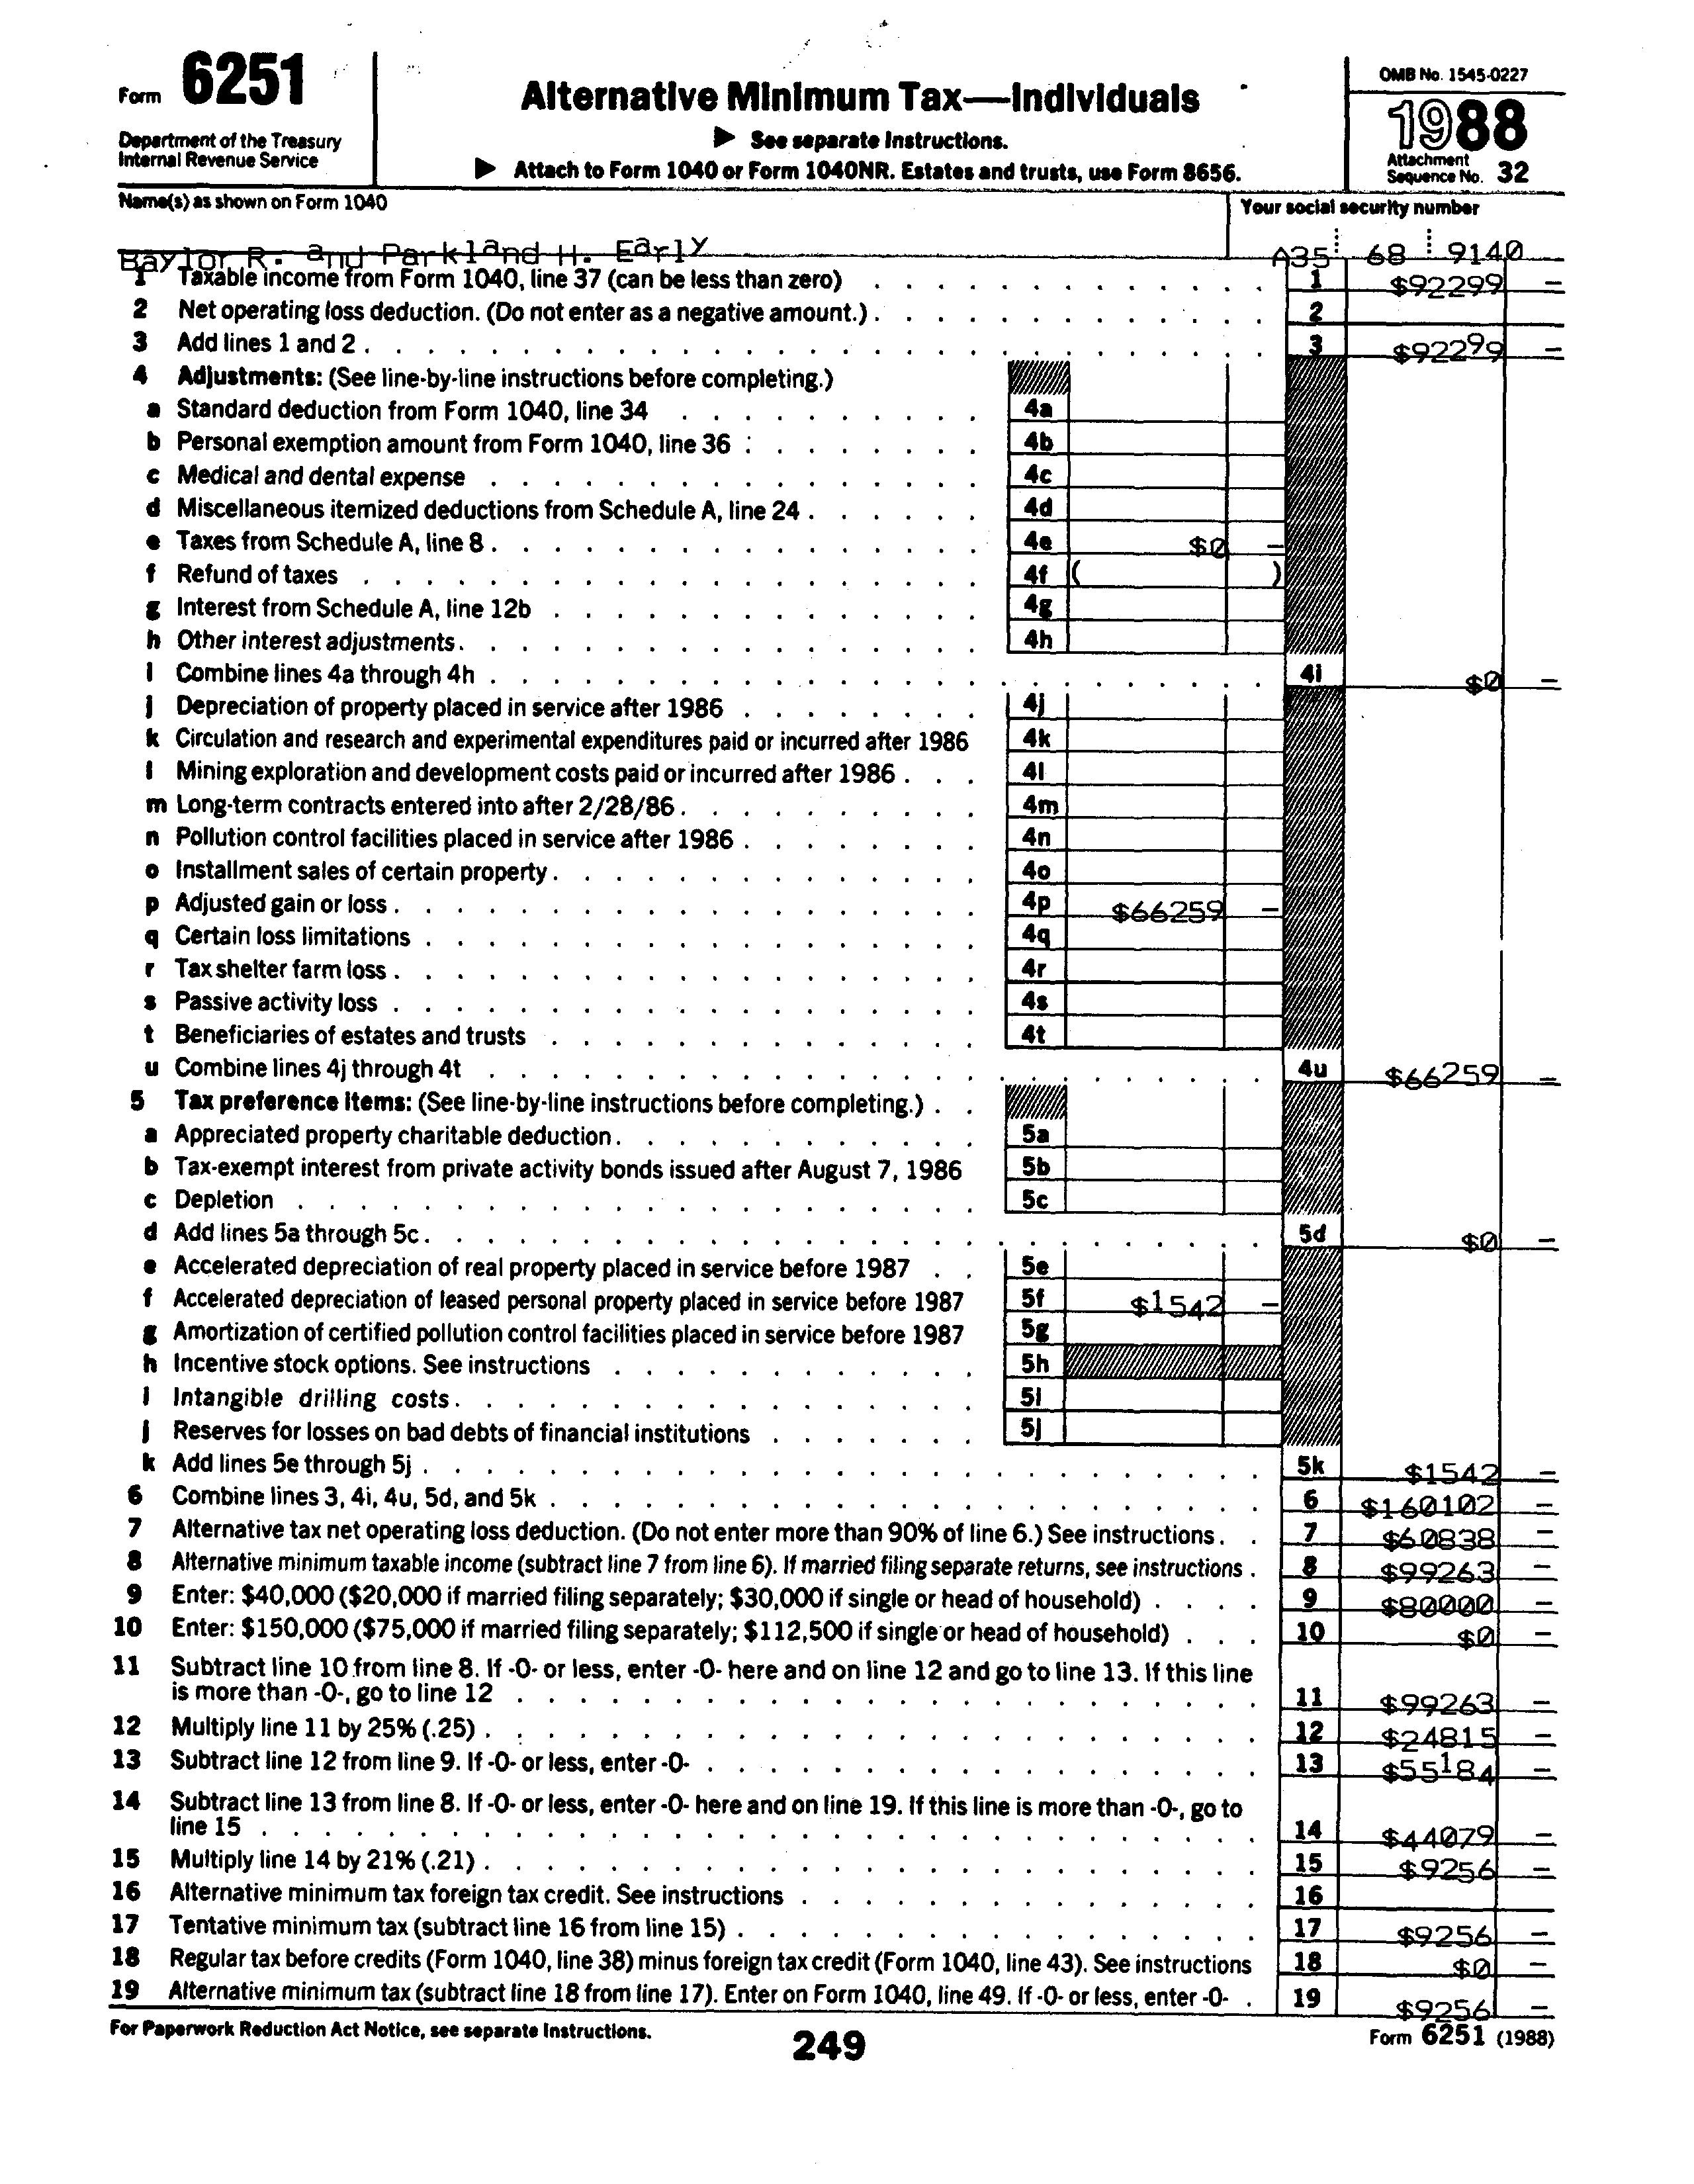 Form 6251
Department of the Treasury
Internal Revenue Service
Alternative Minimum Tax—Individuals
▶ See separate Instructions.
▶ Attach to Form 1040 or Form 1040NR. Estates and trusts, use Form 8656.
OMB No. 1545-0227
1988
Attachment
Sequence No. 32
Name(s) as shown on Form 1040
Your social security number
Baylor R. and Parkland H. Early A35 68 9140
1 Taxable income from Form 1040, line 37 (can be less than zero) 1 $92299 –
2 Net operating loss deduction. (Do not enter as a negative amount.) 2
3 Add lines 1 and 2 3 $92299 –
4 Adjustments: (See line-by-line instructions before completing.)
a Standard deduction from Form 1040, line 34 4a
b Personal exemption amount from Form 1040, line 36 4b
c Medical and dental expense 4c
d Miscellaneous itemized deductions from Schedule A, line 24 4d
e Taxes from Schedule A, line 8 4e $0 –
f Refund of taxes 4f ( )
g Interest from Schedule A, line 12b 4g
h Other interest adjustments 4h
i Combine lines 4a through 4h 4i $0 –
j Depreciation of property placed in service after 1986 4j
k Circulation and research and experimental expenditures paid or incurred after 1986 4k
l Mining exploration and development costs paid or incurred after 1986 4l
m Long-term contracts entered into after 2/28/86 4m
n Pollution control facilities placed in service after 1986 4n
o Installment sales of certain property 4o
p Adjusted gain or loss 4p $66259 –
q Certain loss limitations 4q
r Tax shelter farm loss 4r
s Passive activity loss 4s
t Beneficiaries of estates and trusts 4t
u Combine lines 4j through 4t 4u $66259 –
5 Tax preference items: (See line-by-line instructions before completing.)
a Appreciated property charitable deduction 5a
b Tax-exempt interest from private activity bonds issued after August 7, 1986 5b
c Depletion 5c
d Add lines 5a through 5c 5d $0 –
e Accelerated depreciation of real property placed in service before 1987 5e
f Accelerated depreciation of leased personal property placed in service before 1987 5f $1542 –
g Amortization of certified pollution control facilities placed in service before 1987 5g
h Incentive stock options. See instructions 5h
i Intangible drilling costs 5i
j Reserves for losses on bad debts of financial institutions 5j
k Add lines 5e through 5j 5k $1542 –
6 Combine lines 3, 4i, 4u, 5d, and 5k 6 $160102 –
7 Alternative tax net operating loss deduction. (Do not enter more than 90% of line 6.) See instructions 7 $60838 –
8 Alternative minimum taxable income (subtract line 7 from line 6). If married filing separate returns, see instructions 8 $99263 –
9 Enter: $40,000 ($20,000 if married filing separately; $30,000 if single or head of household) 9 $80000 –
10 Enter: $150,000 ($75,000 if married filing separately; $112,500 if single or head of household) 10 $0 –
11 Subtract line 10 from line 8. If -0- or less, enter -0- here and on line 12 and go to line 13. If this line
is more than -0-, go to line 12 11 $99263 –
12 Multiply line 11 by 25% (.25) 12 $24815 –
13 Subtract line 12 from line 9. If -0- or less, enter -0- 13 $55184 –
14 Subtract line 13 from line 8. If -0- or less, enter -0- here and on line 19. If this line is more than -0-, go to
line 15 14 $44079 –
15 Multiply line 14 by 21% (.21) 15 $9256 –
16 Alternative minimum tax foreign tax credit. See instructions 16
17 Tentative minimum tax (subtract line 16 from line 15) 17 $9256 –
18 Regular tax before credits (Form 1040, line 38) minus foreign tax credit (Form 1040, line 43). See instructions 18 $0 –
19 Alternative minimum tax (subtract line 18 from line 17). Enter on Form 1040, line 49. If -0- or less, enter -0- 19 $9256 –
For Paperwork Reduction Act Notice, see separate Instructions.
249
Form 6251 (1988)